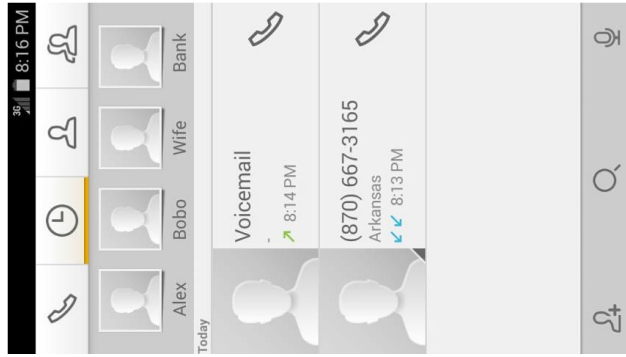 3G 8:16 PM
Alex Bobo Wife Bank
Today
Voicemail
-
8:14 PM
(870) 667-3165
Arkansas
8:13 PM